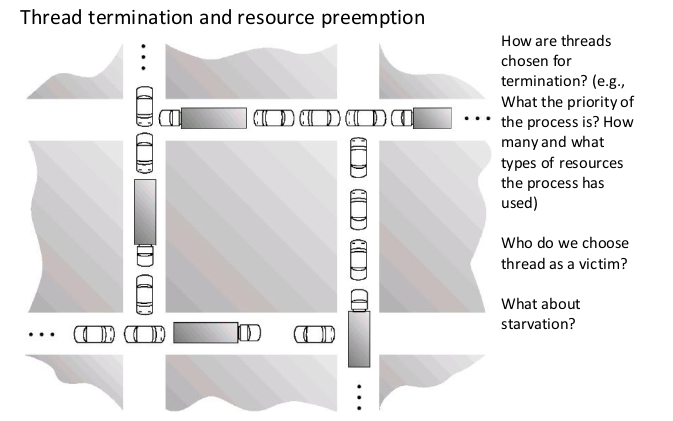 Thread termination and resource preemption
How are threads
chosen for
termination? (e.g.,
What the priority of
the process is? How
many and what
types of resources
the process has
used)
Who do we choose
thread as a victim?
What about
starvation?